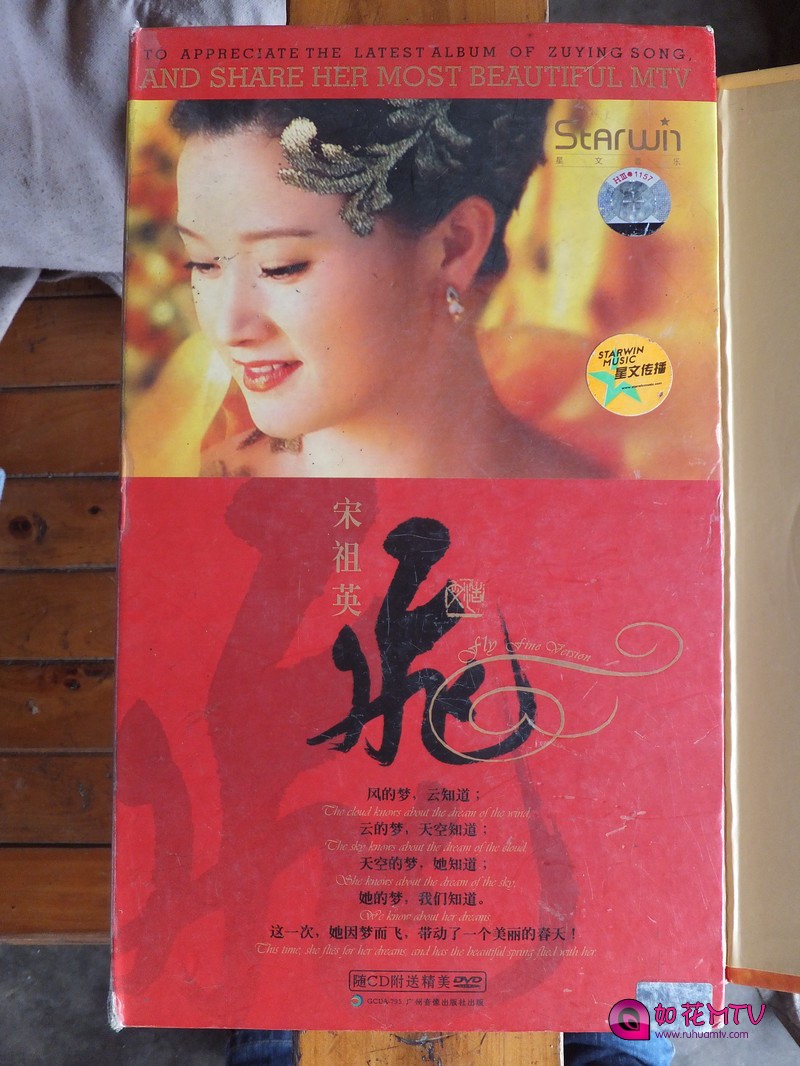 TO APPRECIATE THE LATEST ALBUM OF ZUYING SONG,
AND SHARE HER MOST BEAUTIFUL MTV
Starwin
星文音乐
1157
STARWIN
MUSIC
星文传播
宋祖英
飞
Fly Fine Version
风的梦，云知道；
The cloud knows about the dream of the wind;
云的梦，天空知道；
The sky knows about the dream of the cloud;
天空的梦，她知道；
She knows about the dream of the sky;
她的梦，我们知道。
We know about her dreams
这一次，她因梦而飞，带动了一个美丽的春天！
This time, she flies for her dreams, and has the beautiful spring flied with her
随CD附送精美DVD
广州音像出版社出版
如花MTV
www.ruhuamtv.com